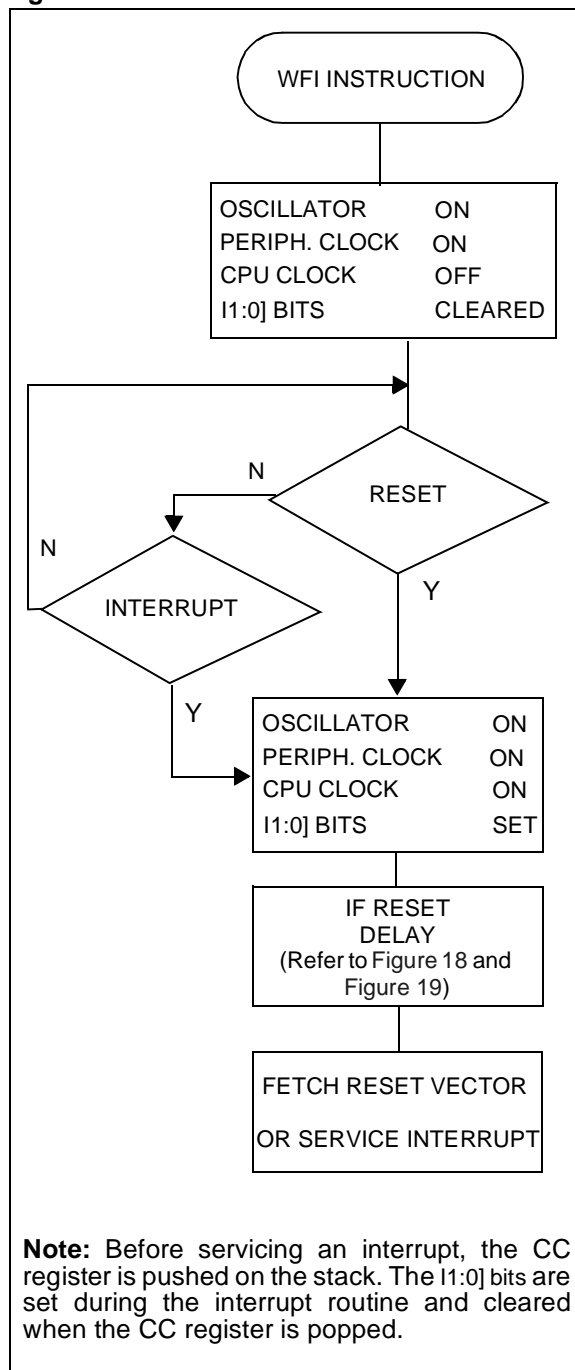 WFI INSTRUCTION
OSCILLATOR ON
PERIPH. CLOCK ON
CPU CLOCK OFF
I1:0] BITS CLEARED
N
RESET
N
Y
INTERRUPT
Y
OSCILLATOR ON
PERIPH. CLOCK ON
CPU CLOCK ON
I1:0] BITS SET
IF RESET
DELAY
(Refer to Figure 18 and
Figure 19)
FETCH RESET VECTOR
OR SERVICE INTERRUPT
Note: Before servicing an interrupt, the CC
register is pushed on the stack. The I1:0] bits are
set during the interrupt routine and cleared
when the CC register is popped.